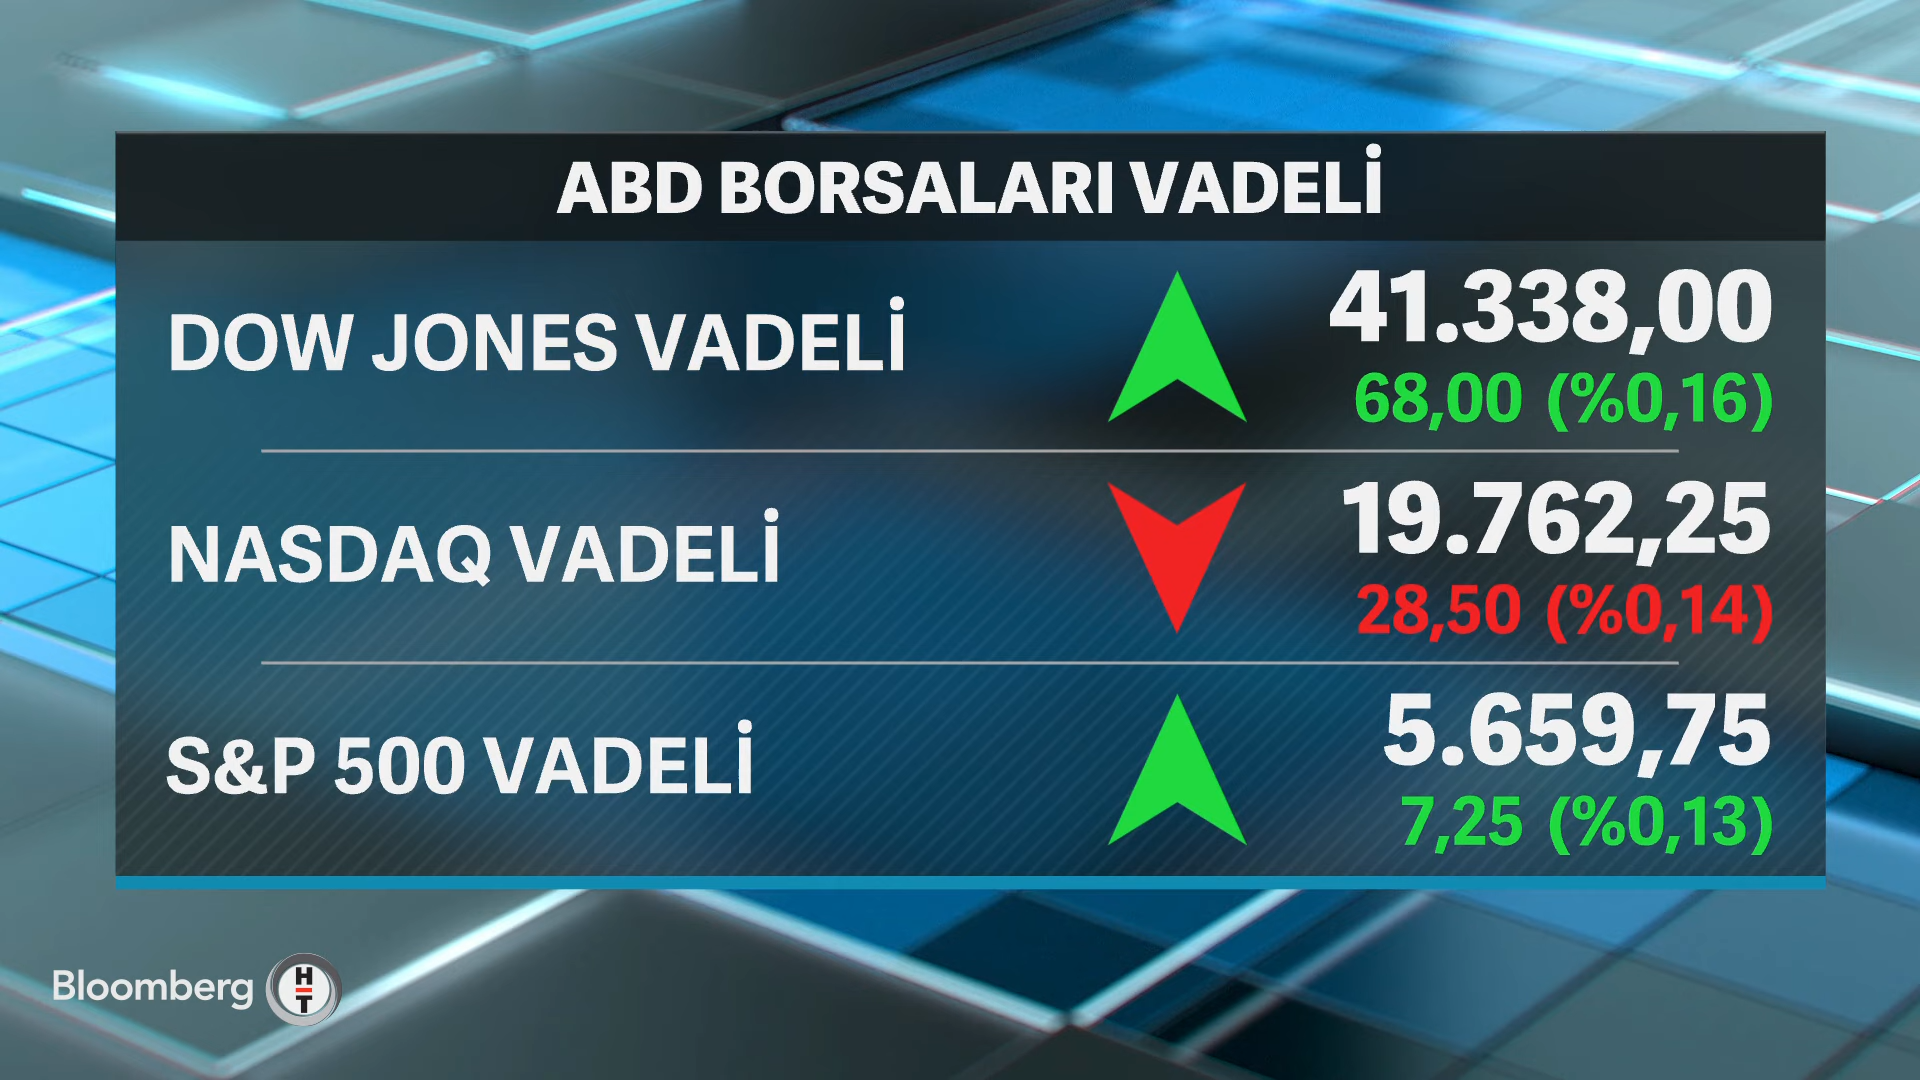 ABD BORSALARI VADELİ
DOW JONES VADELİ
41.338,00
68,00 (%0,16)
NASDAQ VADELİ
19.762,25
28,50 (%0,14)
S&P 500 VADELİ
5.659,75
7,25 (%0,13)
Bloomberg HT